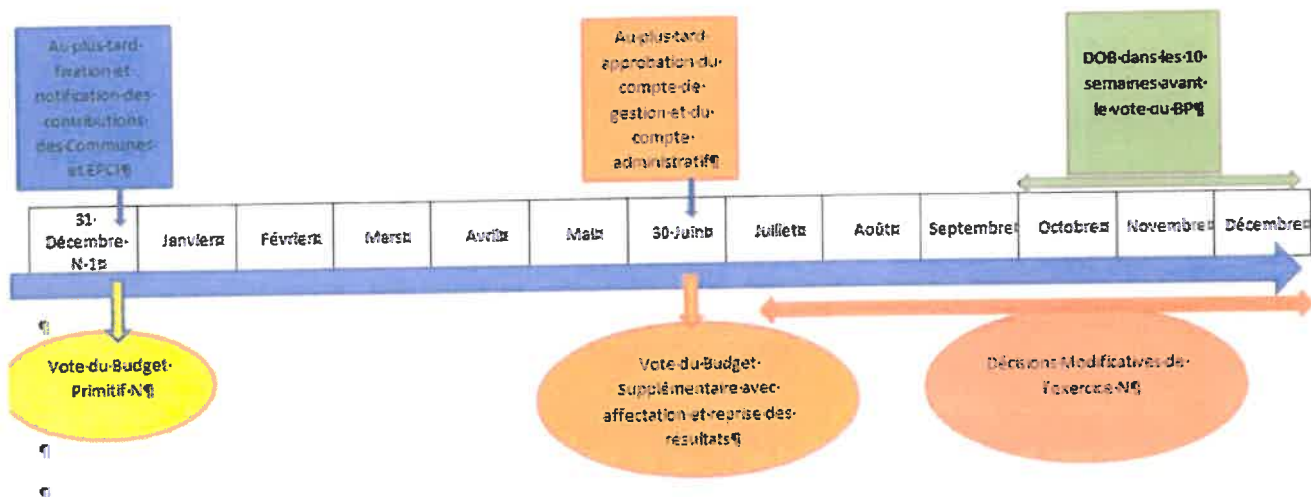 Au·plus·tard·
fixation·et·
notification·des·
contributions·
des·Communes·
et·EPCI¶
Au·plus·tard·
approbation·du·
compte·de·
gestion·et·du·
compte·
administratif¶
DOB·dans·les·10·
semaines·avant·
le·vote·du·BP¶
31·
Décembre·
N-1¤
Janvier¤
Février¤
Mars¤
Avril¤
Mai¤
30·Juin¤
Juillet¤
Août¤
Septembre¤
Octobre¤
Novembre¤
Décembre¤
¶
Vote·du·Budget·
Primitif·N¶
Vote·du·Budget·
Supplémentaire·avec·
affectation·et·reprise·des·
résultats¶
Décisions·Modificatives·de·
l'exercice·N¶
¶
¶